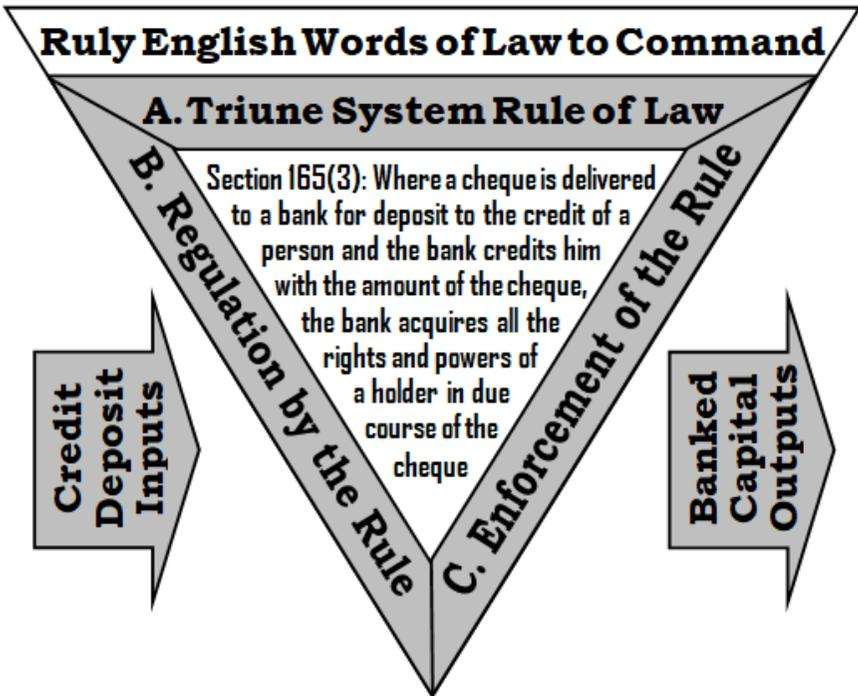 Ruly English Words of Law to Command
A. Triune System Rule of Law
B. Regulation by the Rule
Section 165(3): Where a cheque is delivered
to a bank for deposit to the credit of a
person and the bank credits him
with the amount of the cheque,
the bank acquires all the
rights and powers of
a holder in due
course of the
cheque
C. Enforcement of the Rule
Credit
Deposit
Inputs
Banked
Capital
Outputs